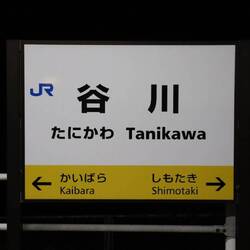 JR 谷川
たにかわ Tanikawa
← かいばら しもたき →
Kaibara Shimotaki